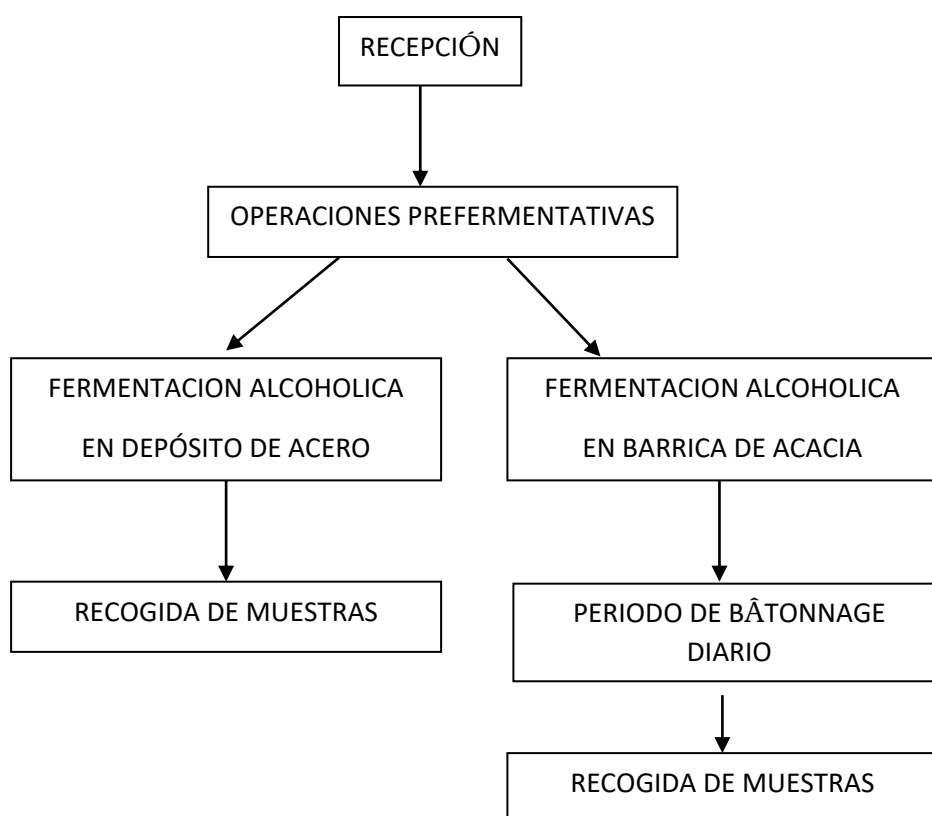 RECEPCIÓN
OPERACIONES PREFERMENTATIVAS
FERMENTACION ALCOHOLICA
EN DEPÓSITO DE ACERO
FERMENTACION ALCOHOLICA
EN BARRICA DE ACACIA
RECOGIDA DE MUESTRAS
PERIODO DE BÂTONNAGE
DIARIO
RECOGIDA DE MUESTRAS